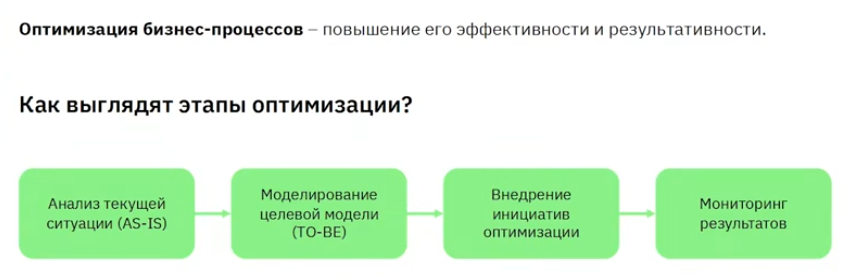 Оптимизация бизнес-процессов – повышение его эффективности и результативности.
Как выглядят этапы оптимизации?
Анализ текущей
ситуации (AS-IS)
Моделирование
целевой модели
(TO-BE)
Внедрение
инициатив
оптимизации
Мониторинг
результатов